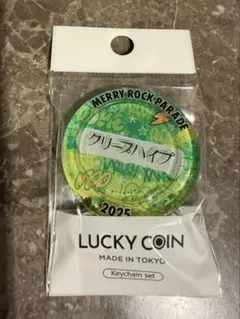 MERRY ROCK PARADE
クリープハイプ
2025
LUCKY COIN
MADE IN TOKYO
Keychain set